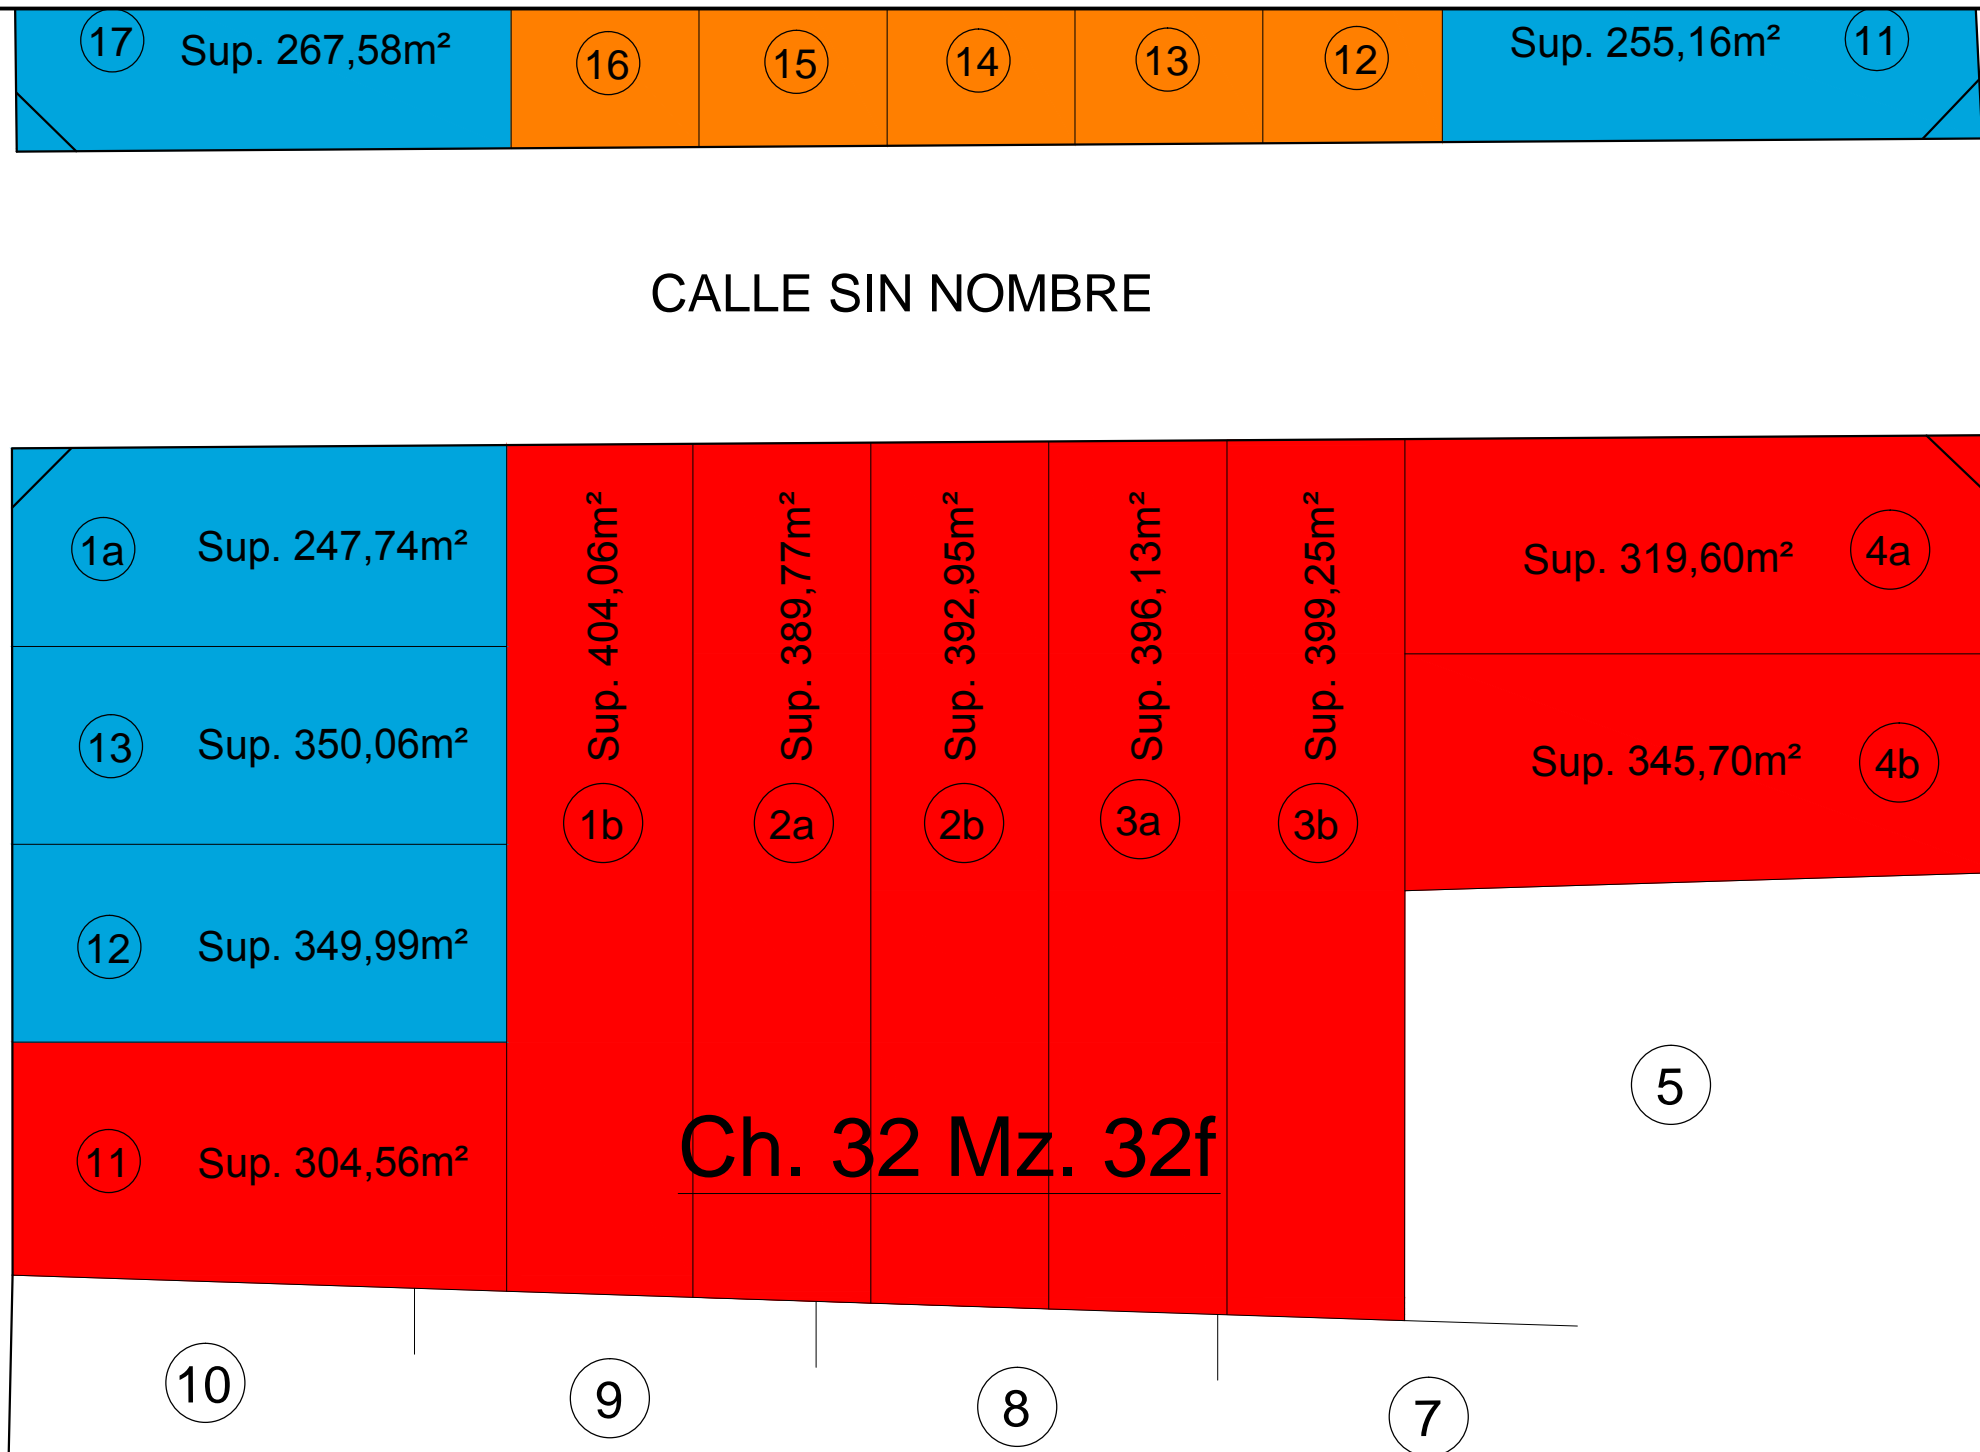 17 Sup. 267,58m² 16 15 14 13 12 Sup. 255,16m² 11
CALLE SIN NOMBRE
1a Sup. 247,74m²
13 Sup. 350,06m²
12 Sup. 349,99m²
11 Sup. 304,56m²
Sup. 404,06m²
1b
Sup. 389,77m²
2a
Sup. 392,95m²
2b
Sup. 396,13m²
3a
Sup. 399,25m²
3b
Sup. 319,60m² 4a
Sup. 345,70m² 4b
Ch. 32 Mz. 32f
5
10
9
8
7